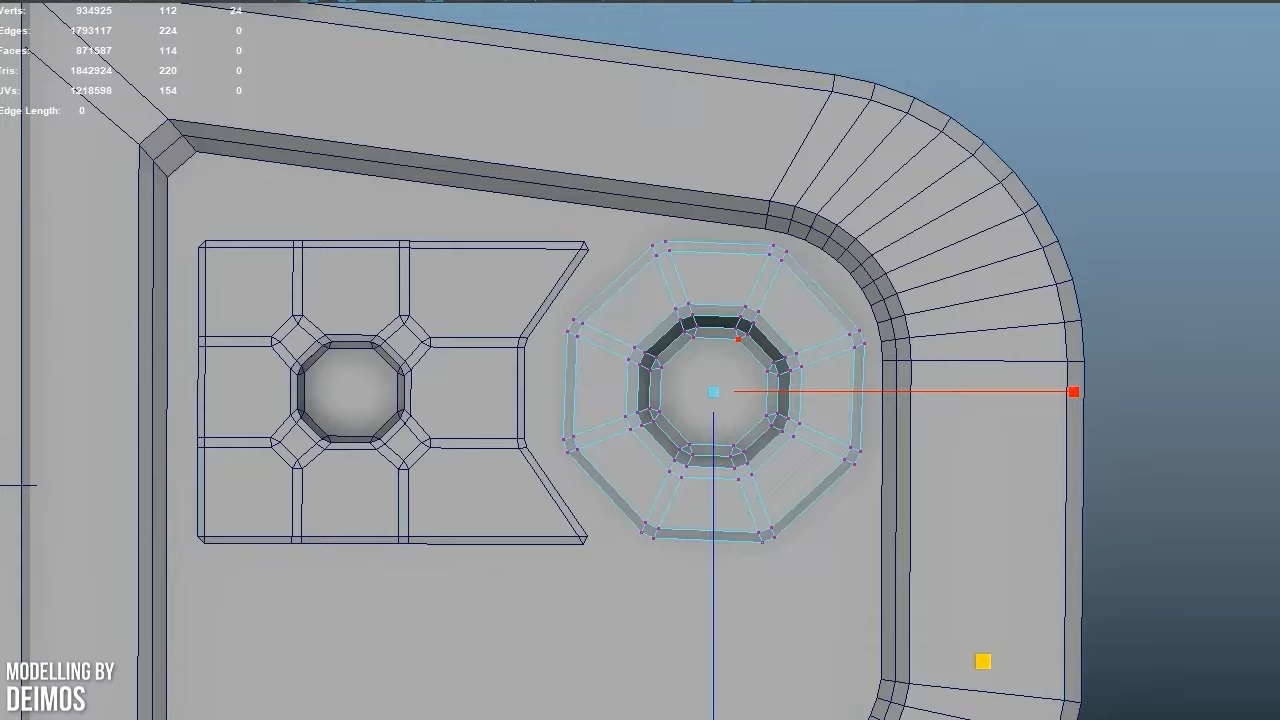 Verts: 934925 112 24
Edges: 1793117 224 0
Faces: 871587 114 0
Tris: 1842924 220 0
UVs: 1218598 154 0
Edge Length: 0
MODELLING BY
DEIMOS